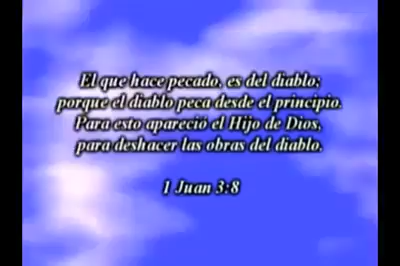 El que hace pecado, es del diablo;
porque el diablo peca desde el principio.
Para esto apareció el Hijo de Dios,
para deshacer las obras del diablo.
1 Juan 3:8